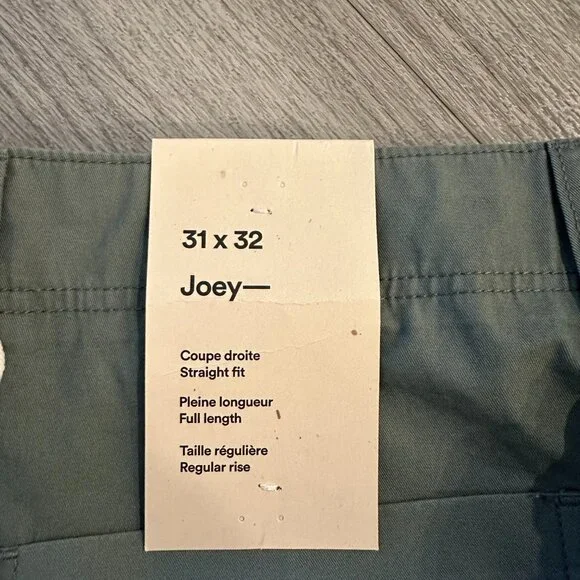 31 x 32
Joey—
Coupe droite
Straight fit
Pleine longueur
Full length
Taille régulière
Regular rise